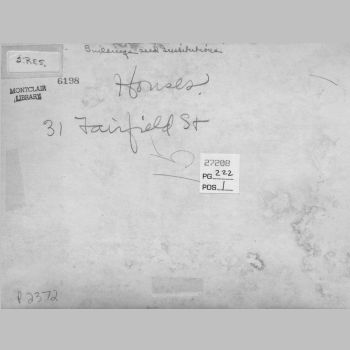 Buildings and Institutions
J.RES.
6198
Houses.
MONTCLAIR
LIBRARY
31 Fairfield St
27208
PG. 222
POS. 1
P2372